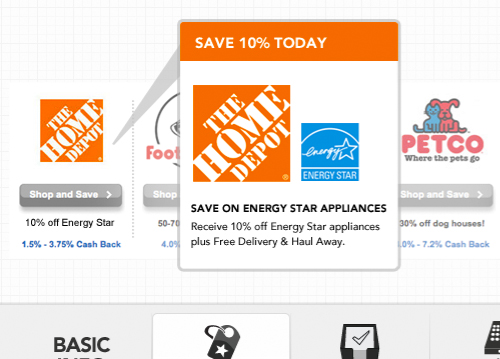 SAVE 10% TODAY
THE
HOME
DEPOT
energy
ENERGY STAR
SAVE ON ENERGY STAR APPLIANCES
Receive 10% off Energy Star appliances
plus Free Delivery & Haul Away.
THE
HOME
DEPOT
Shop and Save
10% off Energy Star
1.5% - 3.75% Cash Back
Foot
Shop and
50-70
4.0%
PETCO
Where the pets go
Shop and Save
30% off dog houses!
.0% - 7.2% Cash Back
BASIC
INFO